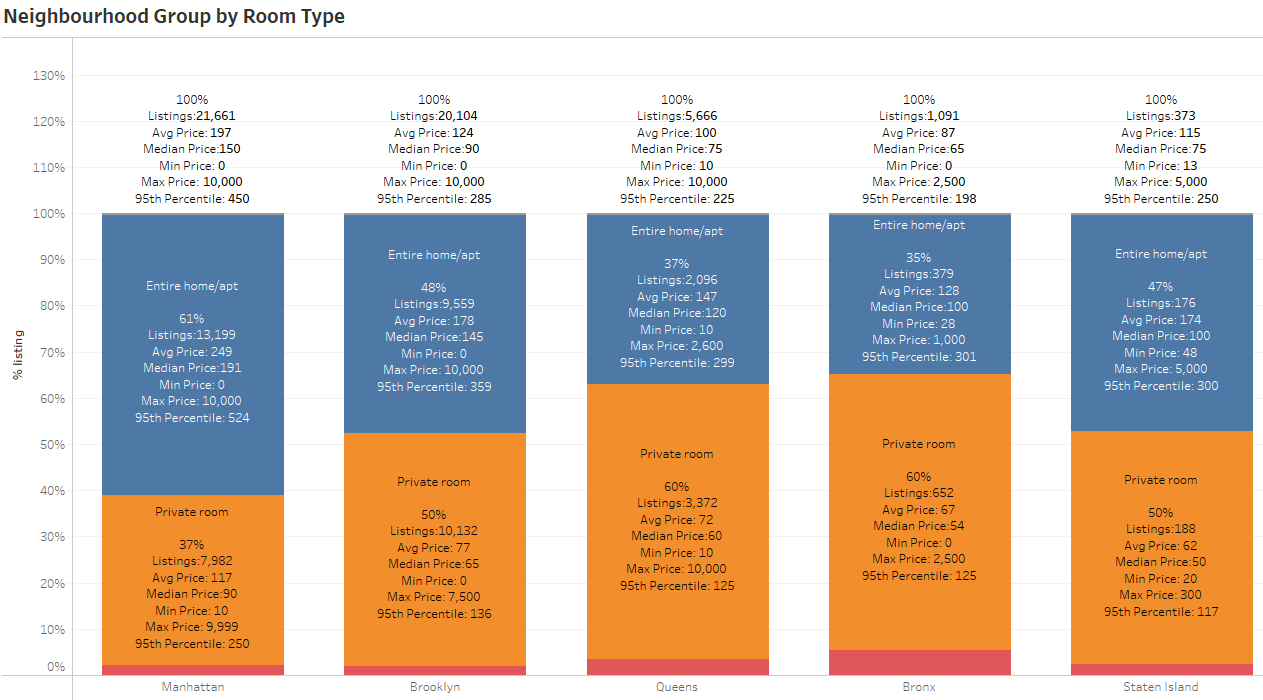 Neighbourhood Group by Room Type
% listing
130%
120%
110%
100%
90%
80%
70%
60%
50%
40%
30%
20%
10%
0%
100%
Listings:21,661
Avg Price: 197
Median Price:150
Min Price: 0
Max Price: 10,000
95th Percentile: 450
Entire home/apt
61%
Listings:13,199
Avg Price: 249
Median Price:191
Min Price: 0
Max Price: 10,000
95th Percentile: 524
Private room
37%
Listings:7,982
Avg Price: 117
Median Price:90
Min Price: 10
Max Price: 9,999
95th Percentile: 250
Manhattan
100%
Listings:20,104
Avg Price: 124
Median Price: 90
Min Price: 0
Max Price: 10,000
95th Percentile: 285
Entire home/apt
48%
Listings:9,559
Avg Price: 178
Median Price:145
Min Price: 0
Max Price: 10,000
95th Percentile: 359
Private room
50%
Listings:10,132
Avg Price: 77
Median Price:65
Min Price: 0
Max Price: 7,500
95th Percentile: 136
Brooklyn
100%
Listings:5,666
Avg Price: 100
Median Price:75
Min Price: 10
Max Price: 10,000
95th Percentile: 225
Entire home/apt
37%
Listings:2,096
Avg Price: 147
Median Price:120
Min Price: 10
Max Price: 2,600
95th Percentile: 299
Private room
60%
Listings:3,372
Avg Price: 72
Median Price:60
Min Price: 10
Max Price: 10,000
95th Percentile: 125
Queens
100%
Listings:1,091
Avg Price: 87
Median Price:65
Min Price: 0
Max Price: 2,500
95th Percentile: 198
Entire home/apt
35%
Listings:379
Avg Price: 128
Median Price:100
Min Price: 28
Max Price: 1,000
95th Percentile: 301
Private room
60%
Listings:652
Avg Price: 67
Median Price:54
Min Price: 0
Max Price: 2,500
95th Percentile: 125
Bronx
100%
Listings:373
Avg Price: 115
Median Price:75
Min Price: 13
Max Price: 5,000
95th Percentile: 250
Entire home/apt
47%
Listings:176
Avg Price: 174
Median Price:100
Min Price: 48
Max Price: 5,000
95th Percentile: 300
Private room
50%
Listings:188
Avg Price: 62
Median Price:50
Min Price: 20
Max Price: 300
95th Percentile: 117
Staten Island